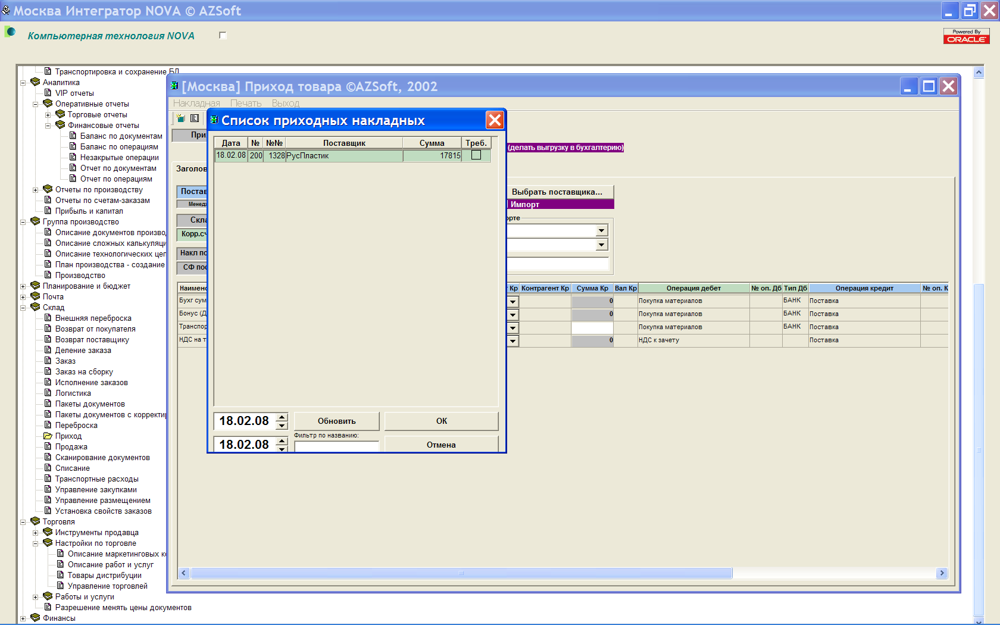 Москва Интегратор NOVA © AZSoft
Компьютерная технология NOVA
Powered By
ORACLE
Транспортировка и сохранение БД
Аналитика
VIP отчеты
Оперативные отчеты
Торговые отчеты
Финансовые отчеты
Баланс по документам
Баланс по операциям
Незакрытые операции
Отчет по документам
Отчет по операциям
Отчеты по производству
Отчеты по счетам-заказам
Прибыль и капитал
Группа производство
Описание документов произво
Описание сложных калькуляци
Описание технологических цеп
План производства - создание
Производство
Планирование и бюджет
Почта
Склад
Внешняя переброска
Возврат от покупателя
Возврат поставщику
Деление заказа
Заказ
Заказ на сборку
Исполнение заказов
Логистика
Пакеты документов
Пакеты документов с корректир
Переброска
Приход
Продажа
Сканирование документов
Списание
Транспортные расходы
Управление закупками
Управление размещением
Установка свойств заказов
Торговля
Инструменты продавца
Настройки по торговле
Описание маркетинговых к
Описание работ и услуг
Товары дистрибуции
Управление торговлей
Работы и услуги
Разрешение менять цены документов
Финансы
[Москва] Приход товара ©AZSoft, 2002
Накладная Печать Выход
При
(делать выгрузку в бухгалтерию)
Заголов
Постав
Выбрать поставщика...
Менедж
Импорт
Скла
орте
Корр.сч
Накл по
СФ пос
Наимено Кр Контрагент Кр Сумма Кр Вал Кр Операция дебет № оп. Дб Тип Дб Операция кредит № оп. К
Бухг сум 0 Покупка материалов БАНК Поставка
Бонус (Д 0 Покупка материалов БАНК Поставка
Транспор Покупка материалов БАНК Поставка
НДС на т 0 НДС к зачету Поставка
Список приходных накладных
Дата № №№ Поставщик Сумма Треб.
18.02.08 200 1328 РусПластик 17815
18.02.08 Обновить ОК
Фильтр по названию:
18.02.08 Отмена